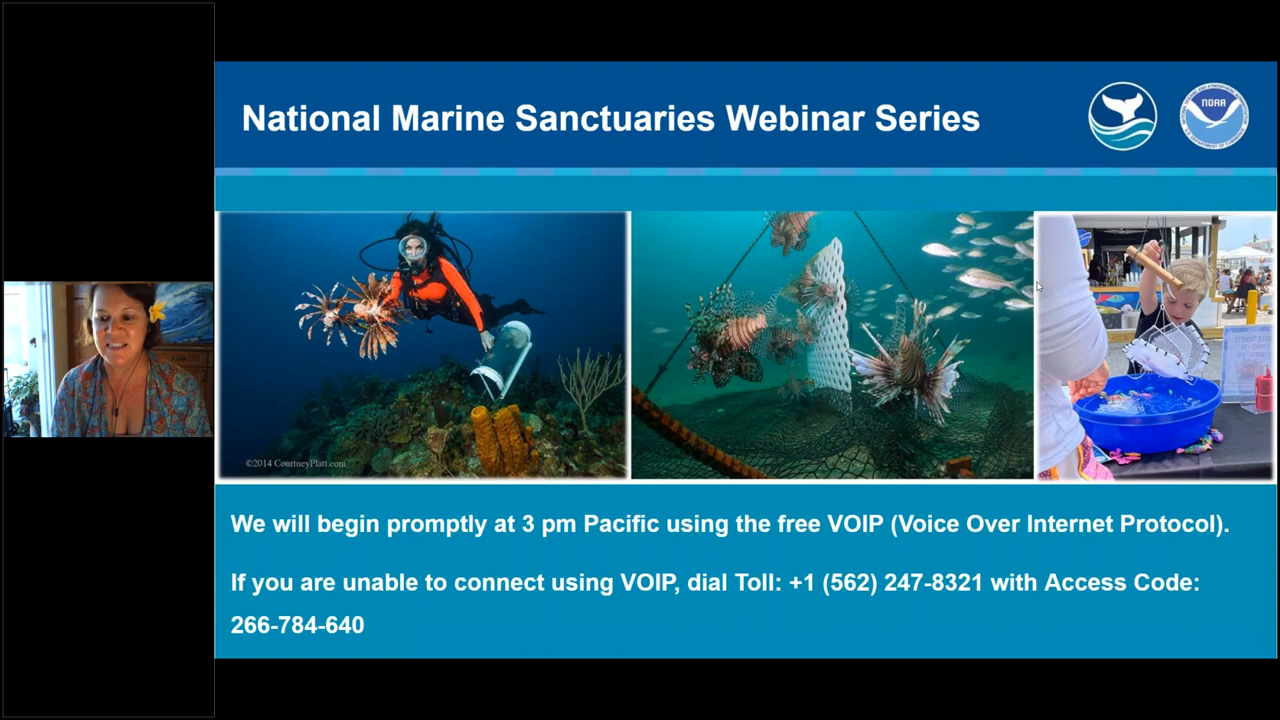 National Marine Sanctuaries Webinar Series
NOAA
©2014 CourtneyPlatt.com
We will begin promptly at 3 pm Pacific using the free VOIP (Voice Over Internet Protocol).
If you are unable to connect using VOIP, dial Toll: +1 (562) 247-8321 with Access Code:
266-784-640